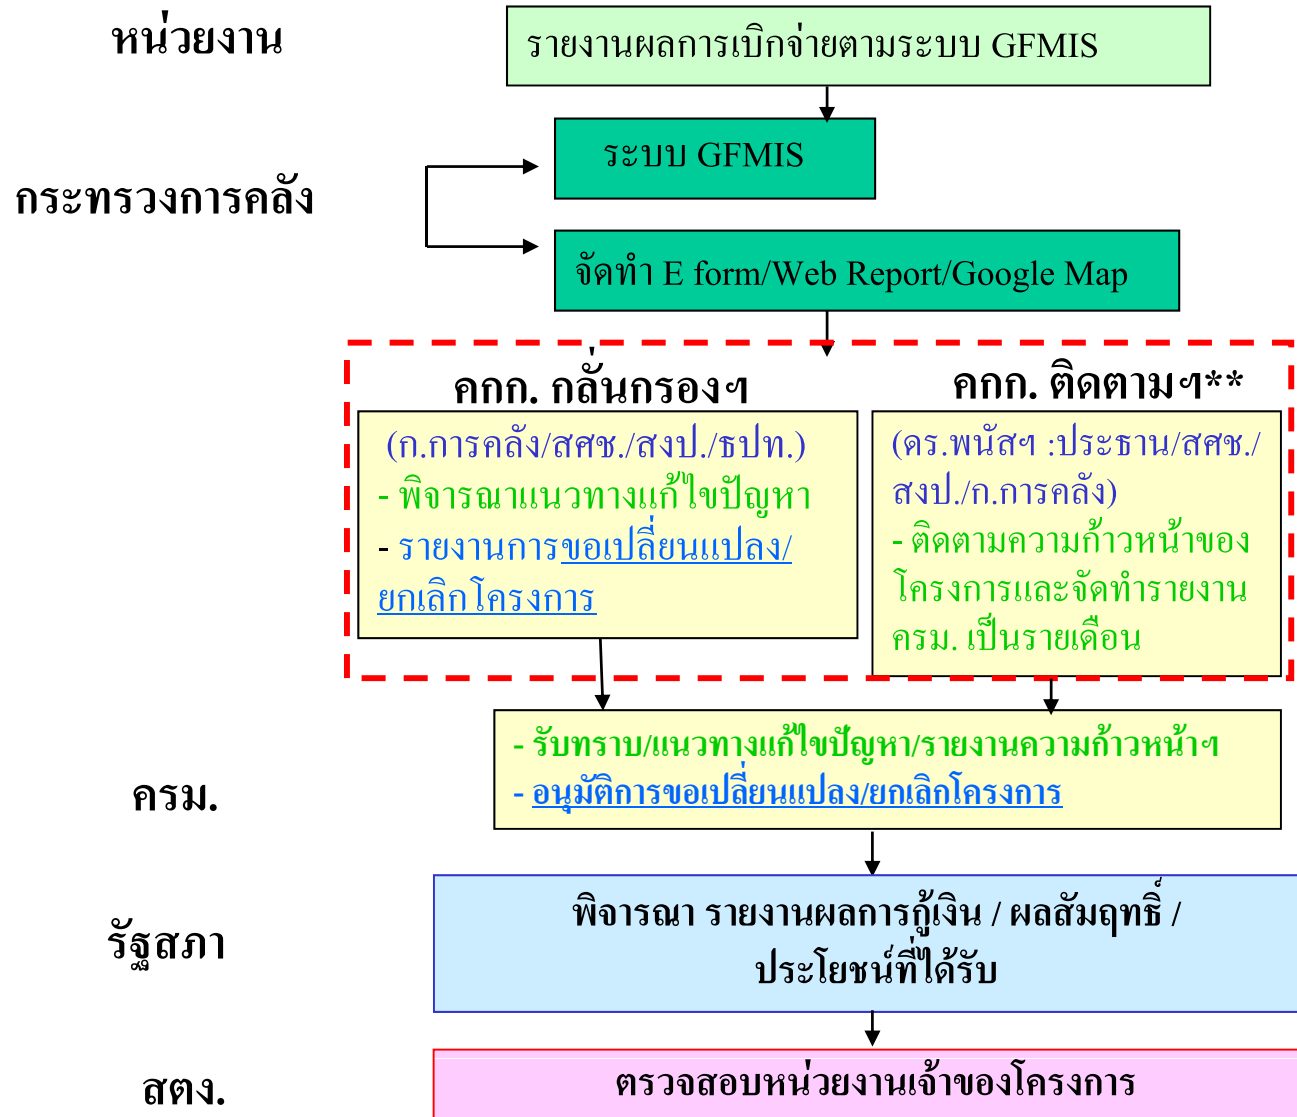 หน่วยงาน
รายงานผลการเบิกจ่ายตามระบบ GFMIS
ระบบ GFMIS
กระทรวงการคลัง
จัดทำ E form/Web Report/Google Map
คกก. กลั่นกรองฯ
(ก.การคลัง/สศช./สงป./ธปท.)
- พิจารณาแนวทางแก้ไขปัญหา
- รายงานการขอเปลี่ยนแปลง/
ยกเลิกโครงการ
คกก. ติดตามฯ**
(ดร.พนัสฯ :ประธาน/สศช./
สงป./ก.การคลัง)
- ติดตามความก้าวหน้าของ
โครงการและจัดทำรายงาน
ครม. เป็นรายเดือน
ครม.
- รับทราบ/แนวทางแก้ไขปัญหา/รายงานความก้าวหน้าฯ
- อนุมัติการขอเปลี่ยนแปลง/ยกเลิกโครงการ
รัฐสภา
พิจารณา รายงานผลการกู้เงิน / ผลสัมฤทธิ์ /
ประโยชน์ที่ได้รับ
สตง.
ตรวจสอบหน่วยงานเจ้าของโครงการ